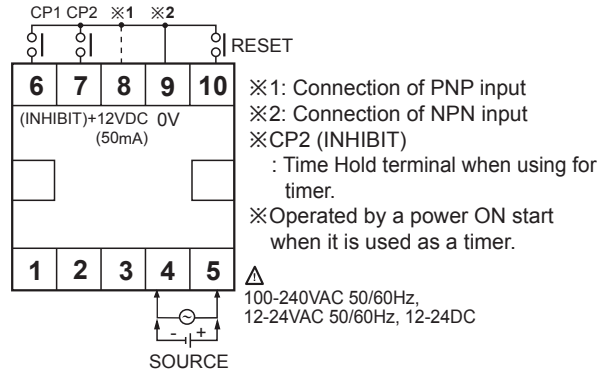 CP1 CP2 ※1 ※2
RESET
6 7 8 9 10
(INHIBIT)+12VDC 0V
(50mA)
※1: Connection of PNP input
※2: Connection of NPN input
※CP2 (INHIBIT)
: Time Hold terminal when using for
timer.
※Operated by a power ON start
when it is used as a timer.
1 2 3 4 5
⚠
100-240VAC 50/60Hz,
12-24VAC 50/60Hz, 12-24DC
- +
SOURCE